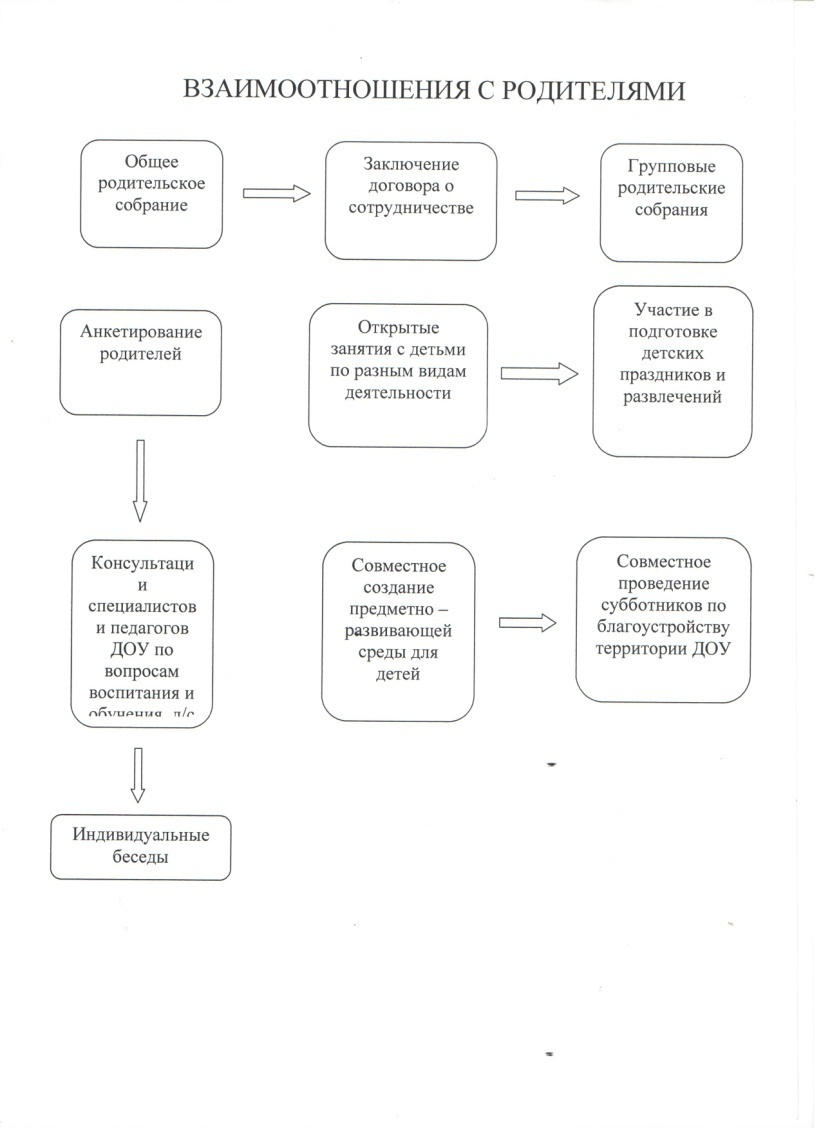 ВЗАИМООТНОШЕНИЯ С РОДИТЕЛЯМИ
Общее
родительское
собрание
Заключение
договора о
сотрудничестве
Групповые
родительские
собрания
Анкетирование
родителей
Открытые
занятия с детьми
по разным видам
деятельности
Участие в
подготовке
детских
праздников и
развлечений
Консультаци
и
специалистов
и педагогов
ДОУ по
вопросам
воспитания и
обучения д/с
Совместное
создание
предметно –
развивающей
среды для
детей
Совместное
проведение
субботников по
благоустройству
территории ДОУ
Индивидуальные
беседы